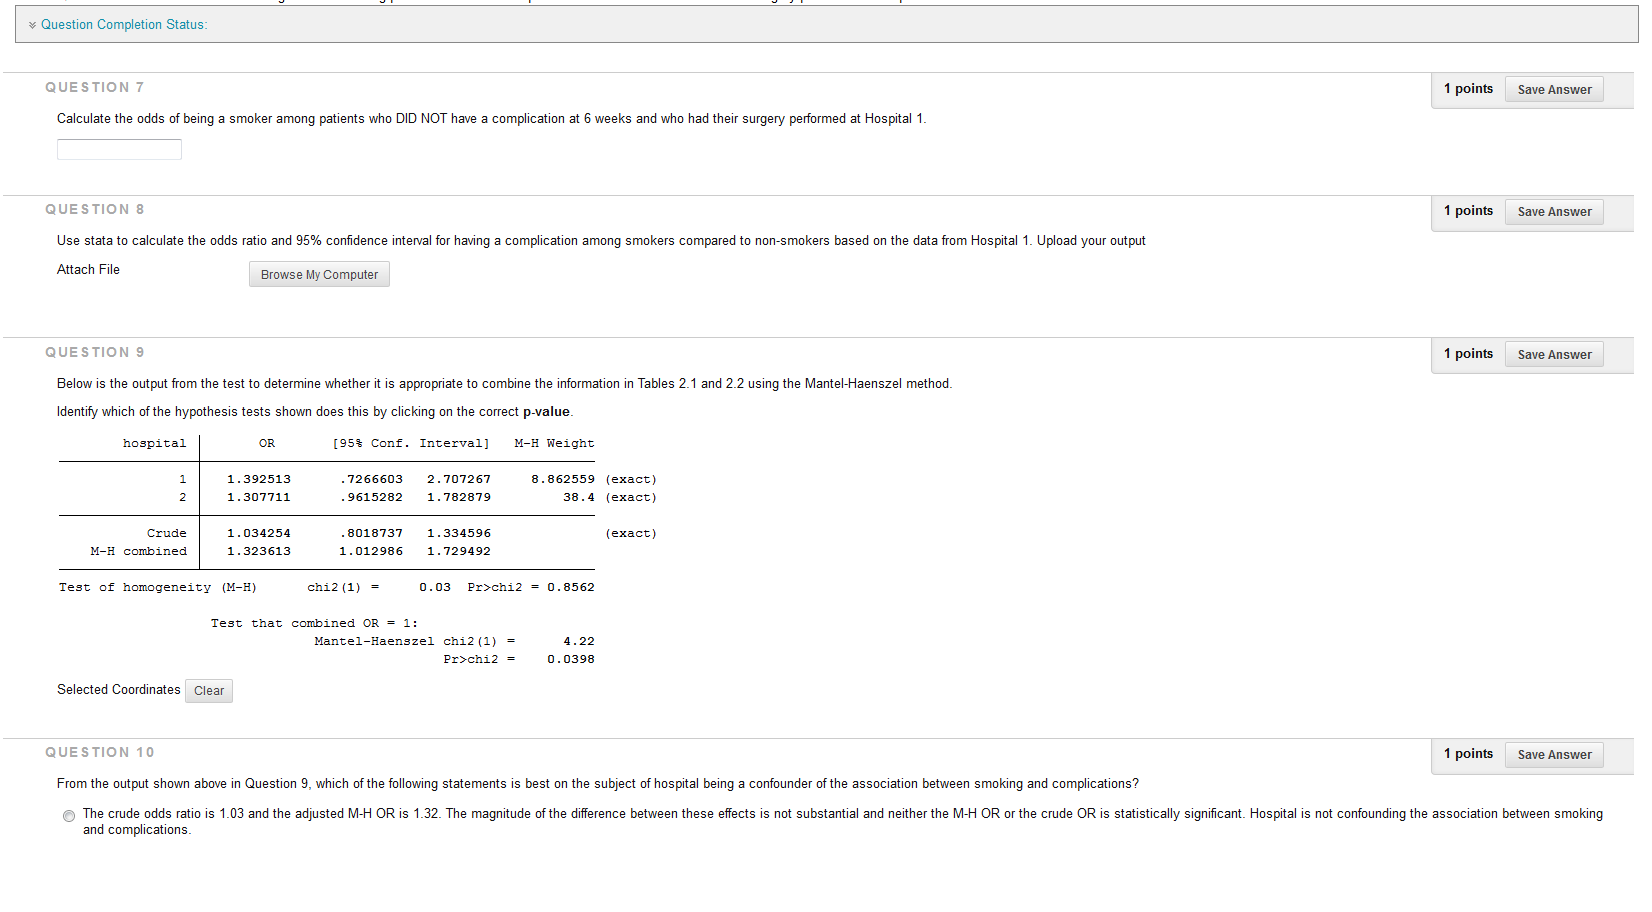 Question Completion Status:
QUESTION 7
1 points
Save Answer
Calculate the odds of being a smoker among patients who DID NOT have a complication at 6 weeks and who had their surgery performed at Hospital 1.
QUESTION 8
1 points
Save Answer
Use stata to calculate the odds ratio and 95% confidence interval for having a complication among smokers compared to non-smokers based on the data from Hospital 1. Upload your output
Attach File
Browse My Computer
QUESTION 9
1 points
Save Answer
Below is the output from the test to determine whether it is appropriate to combine the information in Tables 2.1 and 2.2 using the Mantel-Haenszel method.
Identify which of the hypothesis tests shown does this by clicking on the correct p-value.
hospital OR [95% Conf. Interval] M-H Weight
1 1.392513 .7266603 2.707267 8.862559 (exact)
2 1.307711 .9615282 1.782879 38.4 (exact)
Crude 1.034254 .8018737 1.334596 (exact)
M-H combined 1.323613 1.012986 1.729492
Test of homogeneity (M-H) chi2(1) = 0.03 Pr>chi2 = 0.8562
Test that combined OR = 1:
Mantel-Haenszel chi2(1) = 4.22
Pr>chi2 = 0.0398
Selected Coordinates Clear
QUESTION 10
1 points
Save Answer
From the output shown above in Question 9, which of the following statements is best on the subject of hospital being a confounder of the association between smoking and complications?
The crude odds ratio is 1.03 and the adjusted M-H OR is 1.32. The magnitude of the difference between these effects is not substantial and neither the M-H OR or the crude OR is statistically significant. Hospital is not confounding the association between smoking
and complications.